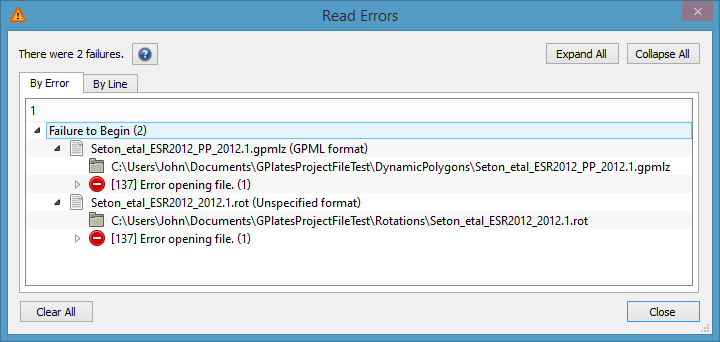 Read Errors
There were 2 failures.
?
Expand All
Collapse All
By Error
By Line
1
Failure to Begin (2)
Seton_etal_ESR2012_PP_2012.1.gpmlz (GPML format)
C:\Users\John\Documents\GPlatesProjectFileTest\DynamicPolygons\Seton_etal_ESR2012_PP_2012.1.gpmlz
[137] Error opening file. (1)
Seton_etal_ESR2012_2012.1.rot (Unspecified format)
C:\Users\John\Documents\GPlatesProjectFileTest\Rotations\Seton_etal_ESR2012_2012.1.rot
[137] Error opening file. (1)
Clear All
Close